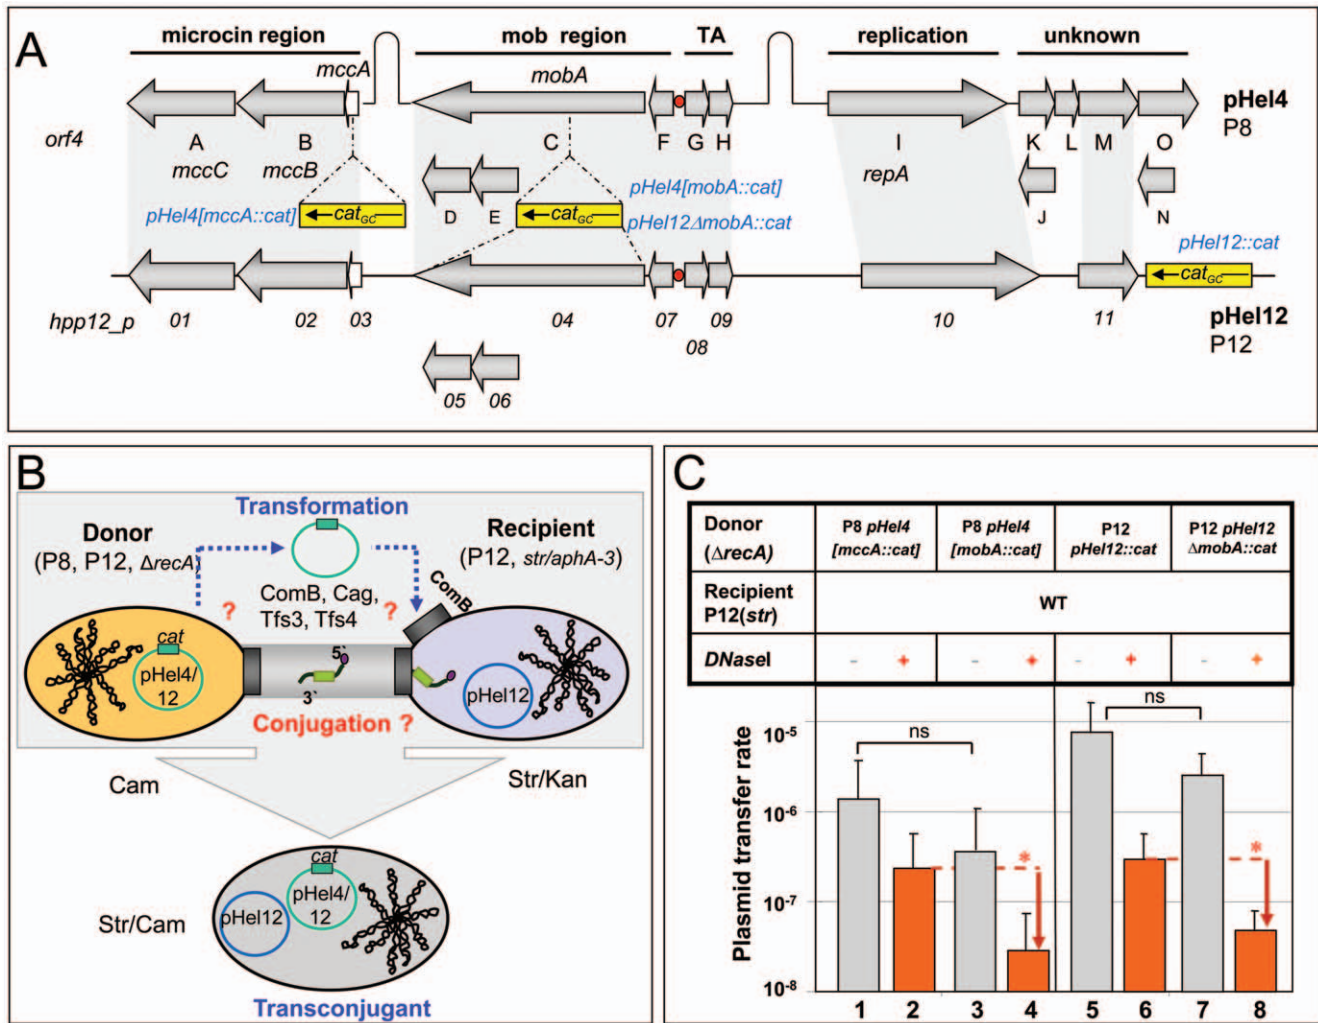 A
microcin region
mob region
TA
replication
unknown
mccA
mobA
pHel4
P8
orf4
A
B
C
F
G
H
I
K
L
M
O
mccC
mccB
repA
D
E
J
N
pHel4[mccA::cat]
cat GC
cat GC
pHel4[mobA::cat]
pHel12ΔmobA::cat
pHel12::cat
cat GC
hpp12_p
01
02
03
04
07
08
09
10
11
pHel12
P12
05
06
B
Transformation
Donor
(P8, P12, ΔrecA)
Recipient
(P12, str/aphA-3)
ComB, Cag,
Tfs3, Tfs4
?
?
ComB
cat
pHel4/
12
5`
3`
pHel12
Conjugation ?
Cam
Str/Kan
cat
pHel4/
12
pHel12
Str/Cam
Transconjugant
C
Donor
(ΔrecA)
P8 pHel4
[mccA::cat]
P8 pHel4
[mobA::cat]
P12
pHel12::cat
P12 pHel12
ΔmobA::cat
Recipient
P12(str)
WT
DNaseI
- + - + - + - +
Plasmid transfer rate
10-5
10-6
10-7
10-8
ns
ns
*
*
1 2 3 4 5 6 7 8